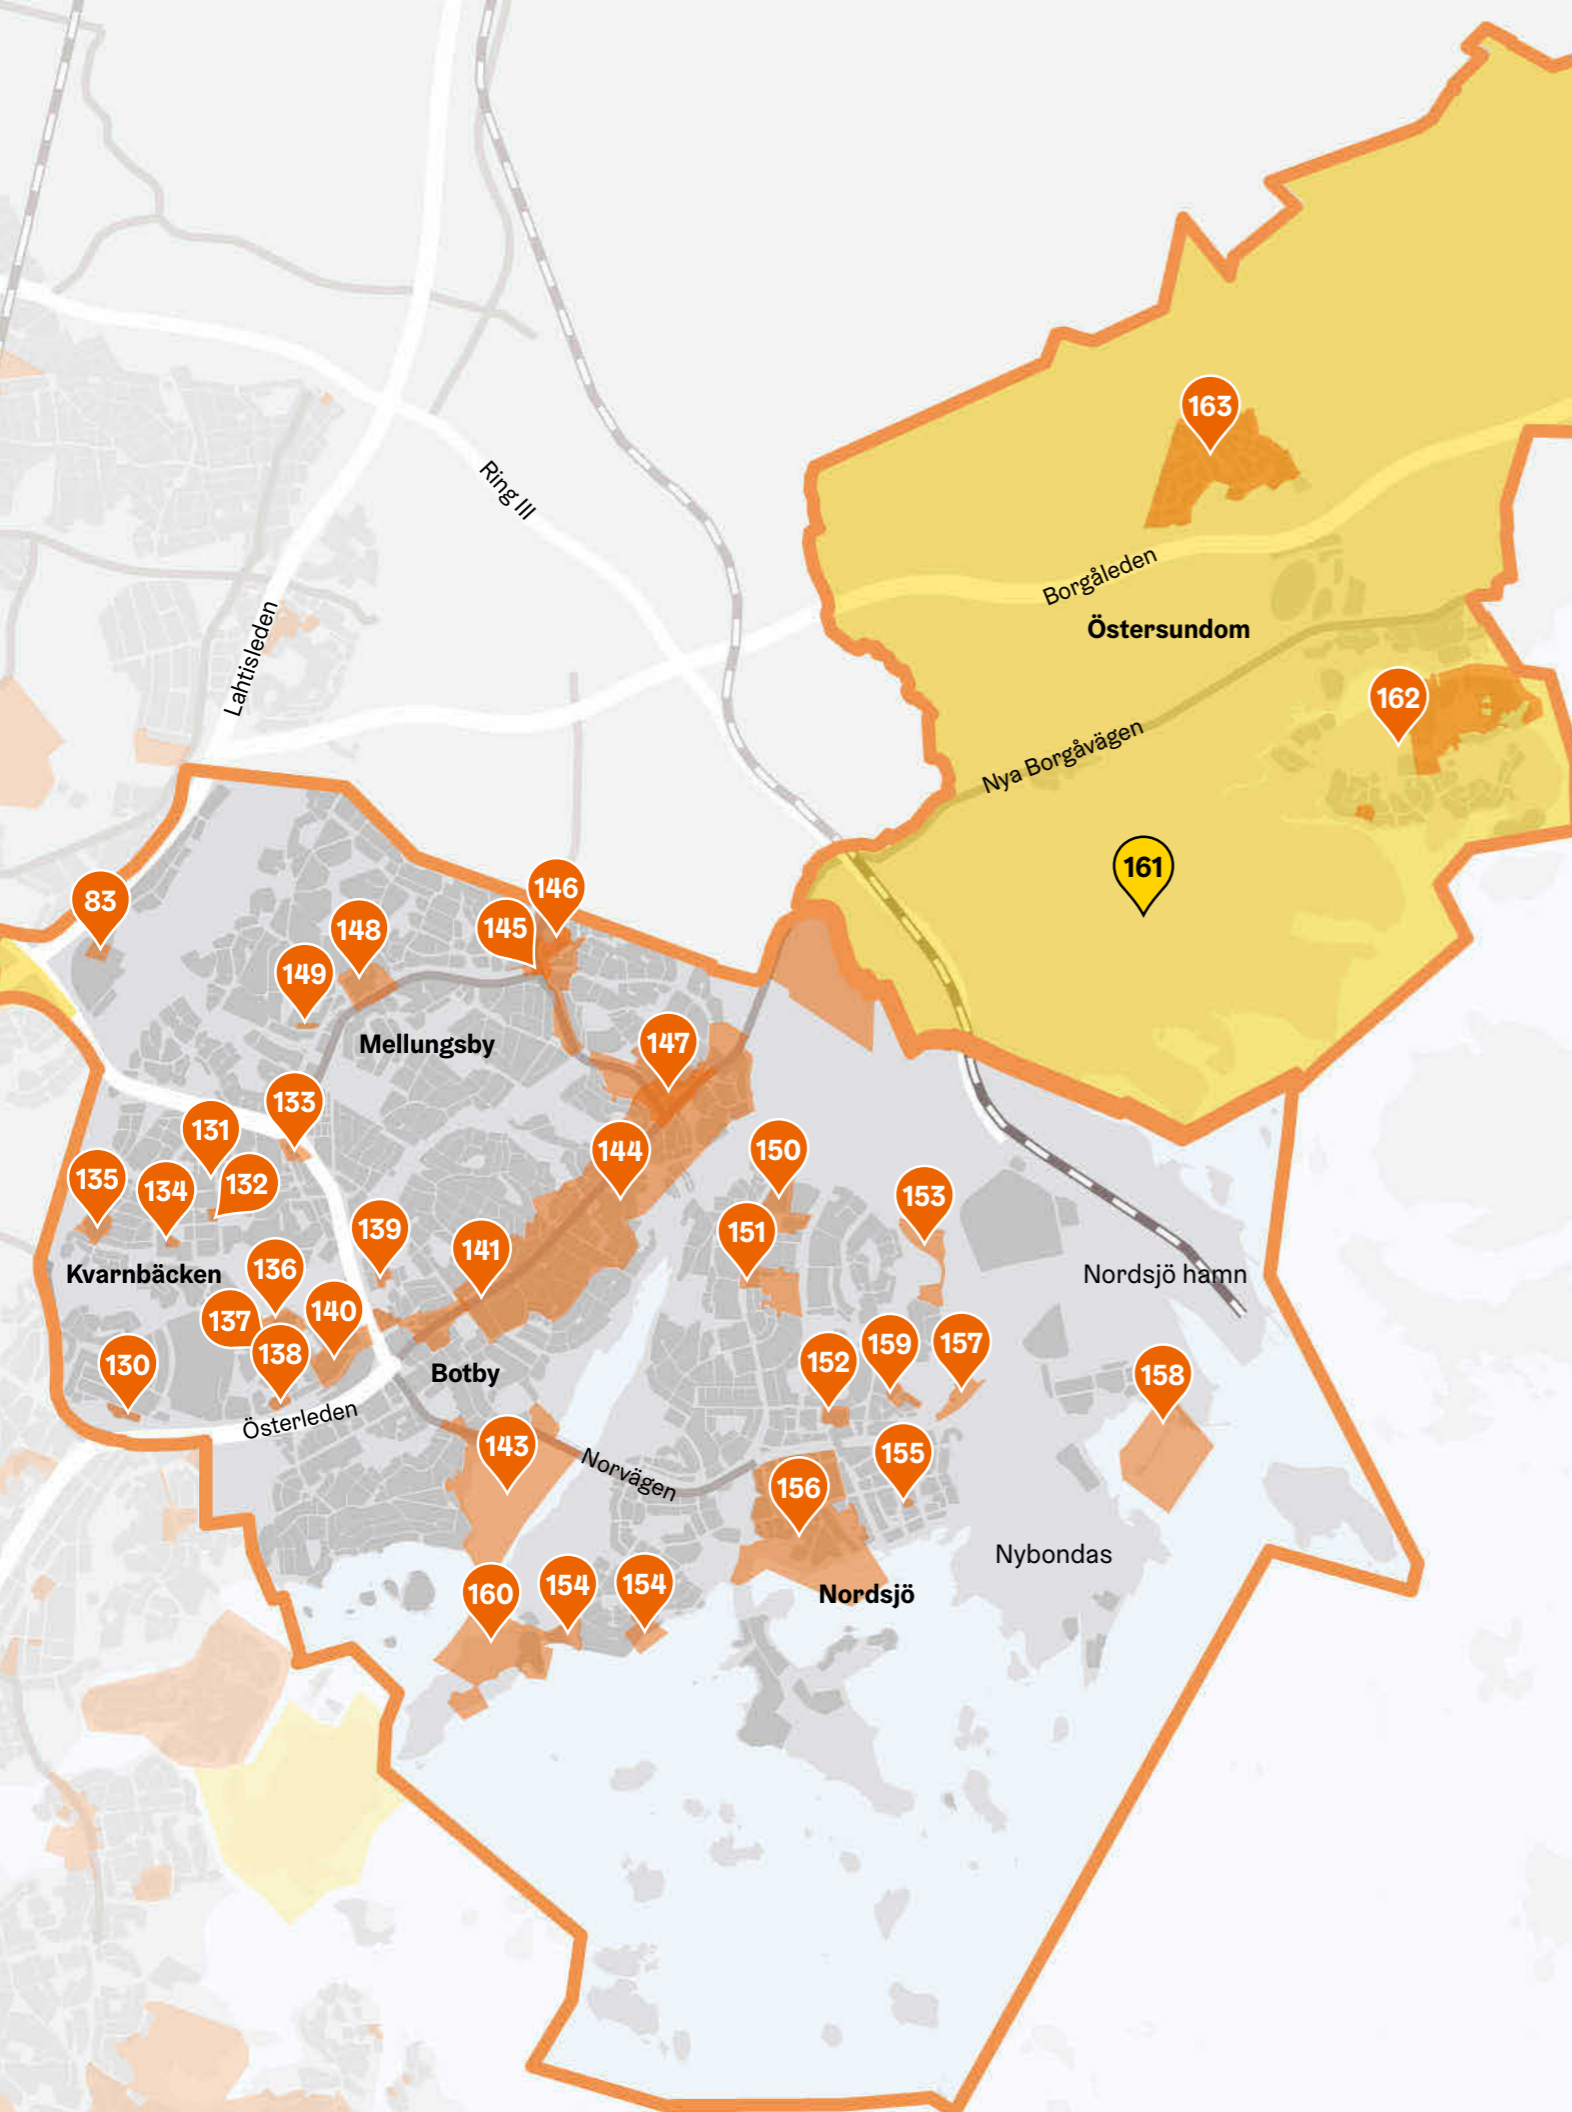 163
Ring III
Borgåleden
Östersundom
Lahtisleden
162
Nya Borgåvägen
161
146
83
145
148
149
Mellungsby
147
133
131
144
150
135
134
132
153
139
151
141
Kvarnbäcken
136
Nordsjö hamn
140
137
159
157
138
152
130
Botby
158
Österleden
143
Norvägen
155
156
Nybondas
160
154
154
Nordsjö